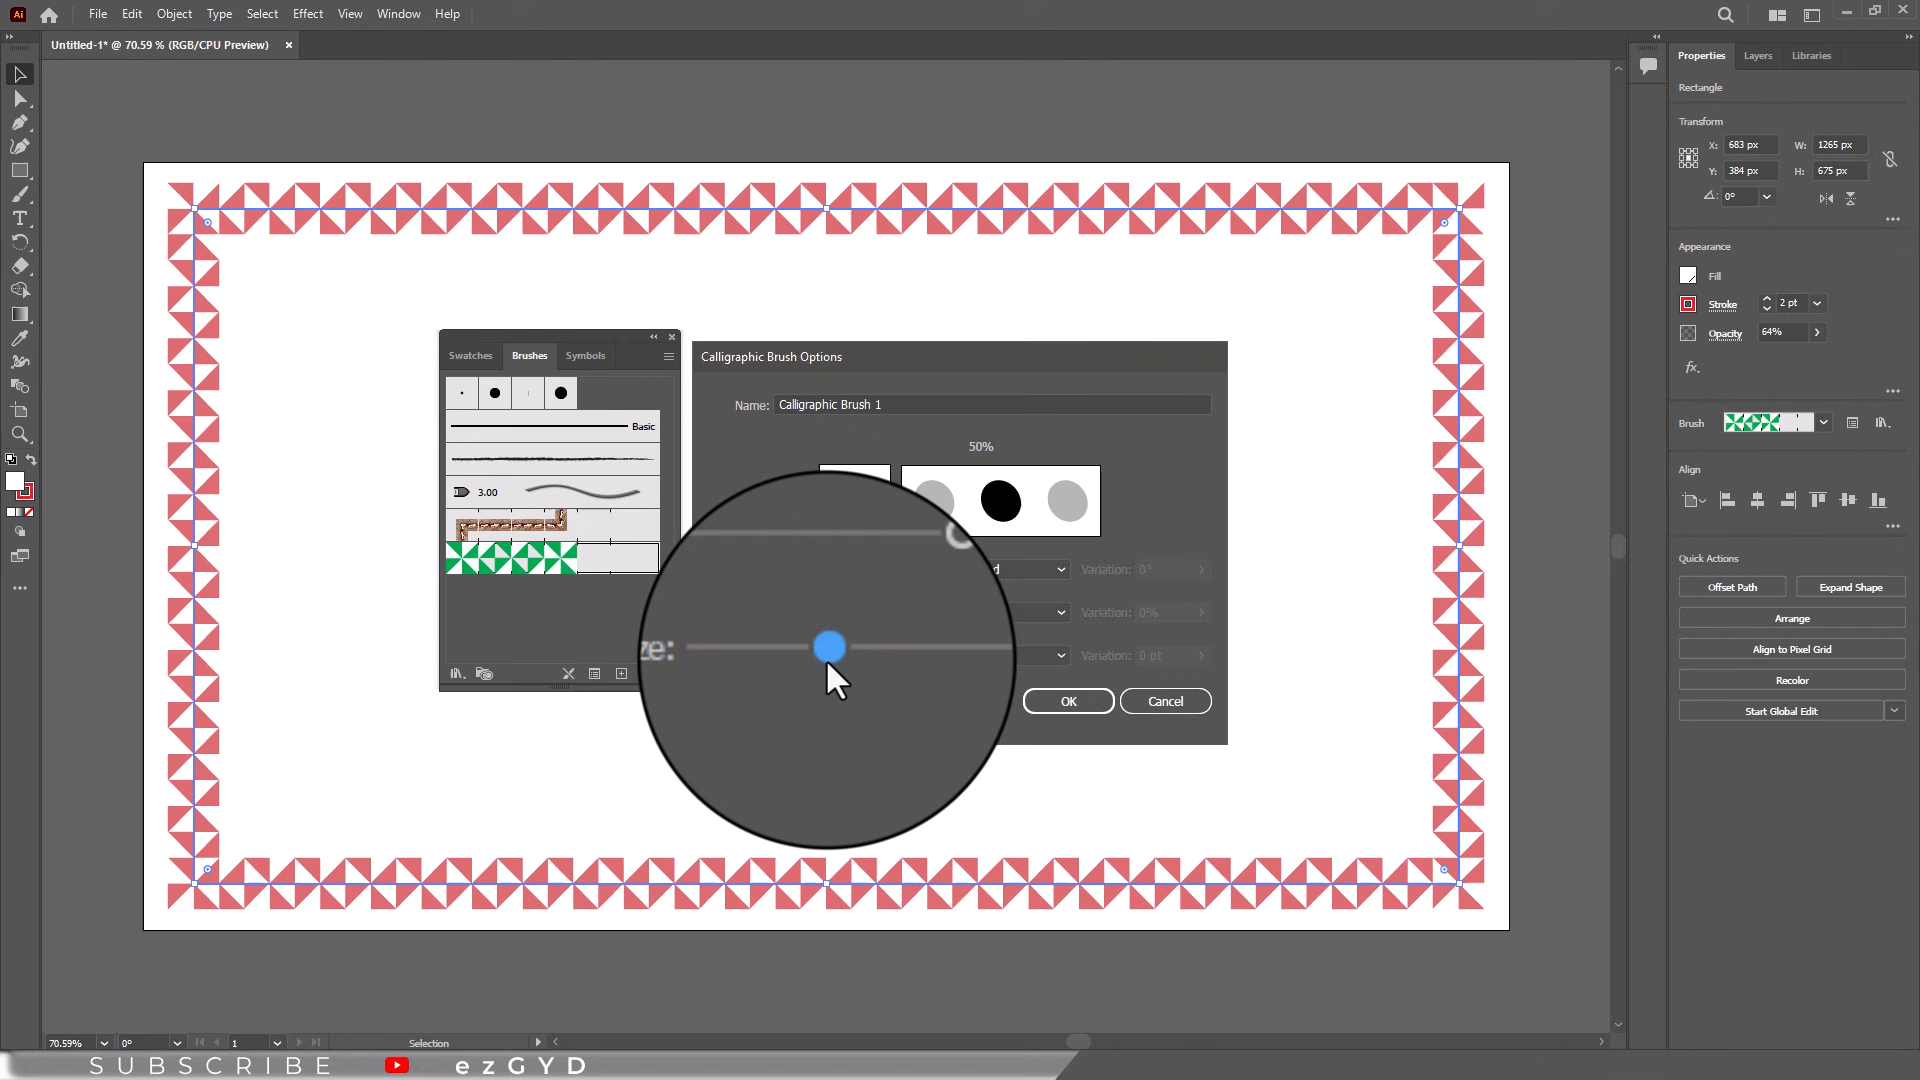 Ai File Edit Object Type Select Effect View Window Help
Untitled-1* @ 70.59 % (RGB/CPU Preview) ×
Properties Layers Libraries
Rectangle
Transform
X: 683 px W: 1265 px
Y: 384 px H: 675 px
0°
Appearance
Fill
Stroke 2 pt
Opacity 64%
fx.
Brush
Align
Quick Actions
Offset Path Expand Shape
Arrange
Align to Pixel Grid
Recolor
Start Global Edit
Swatches Brushes Symbols
Basic
3.00
Calligraphic Brush Options
Name: Calligraphic Brush 1
50%
d Variation: 0°
Variation: 0%
ze: Variation: 0 pt
OK Cancel
70.59% 0° 1 Selection
SUBSCRIBE ezGYD